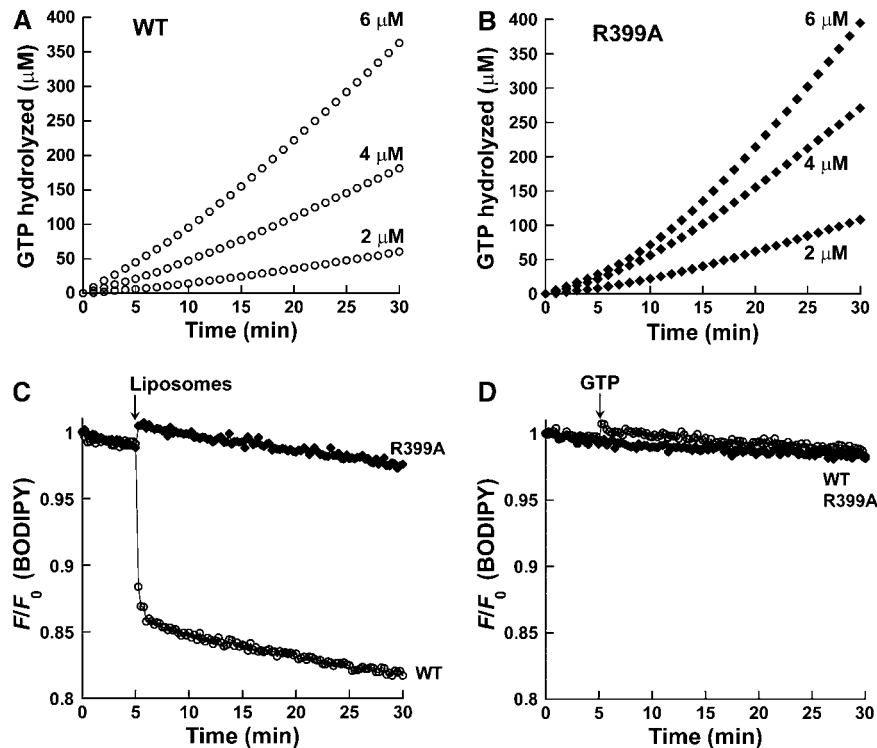 A
WT
6 µM
4 µM
2 µM
GTP hydrolyzed (µM)
400
350
300
250
200
150
100
50
0
0 5 10 15 20 25 30
Time (min)
B
R399A
6 µM
4 µM
2 µM
GTP hydrolyzed (µM)
400
350
300
250
200
150
100
50
0
0 5 10 15 20 25 30
Time (min)
C
Liposomes
R399A
WT
F/F0 (BODIPY)
1
0.95
0.9
0.85
0.8
0 5 10 15 20 25 30
Time (min)
D
GTP
WT
R399A
F/F0 (BODIPY)
1
0.95
0.9
0.85
0.8
0 5 10 15 20 25 30
Time (min)